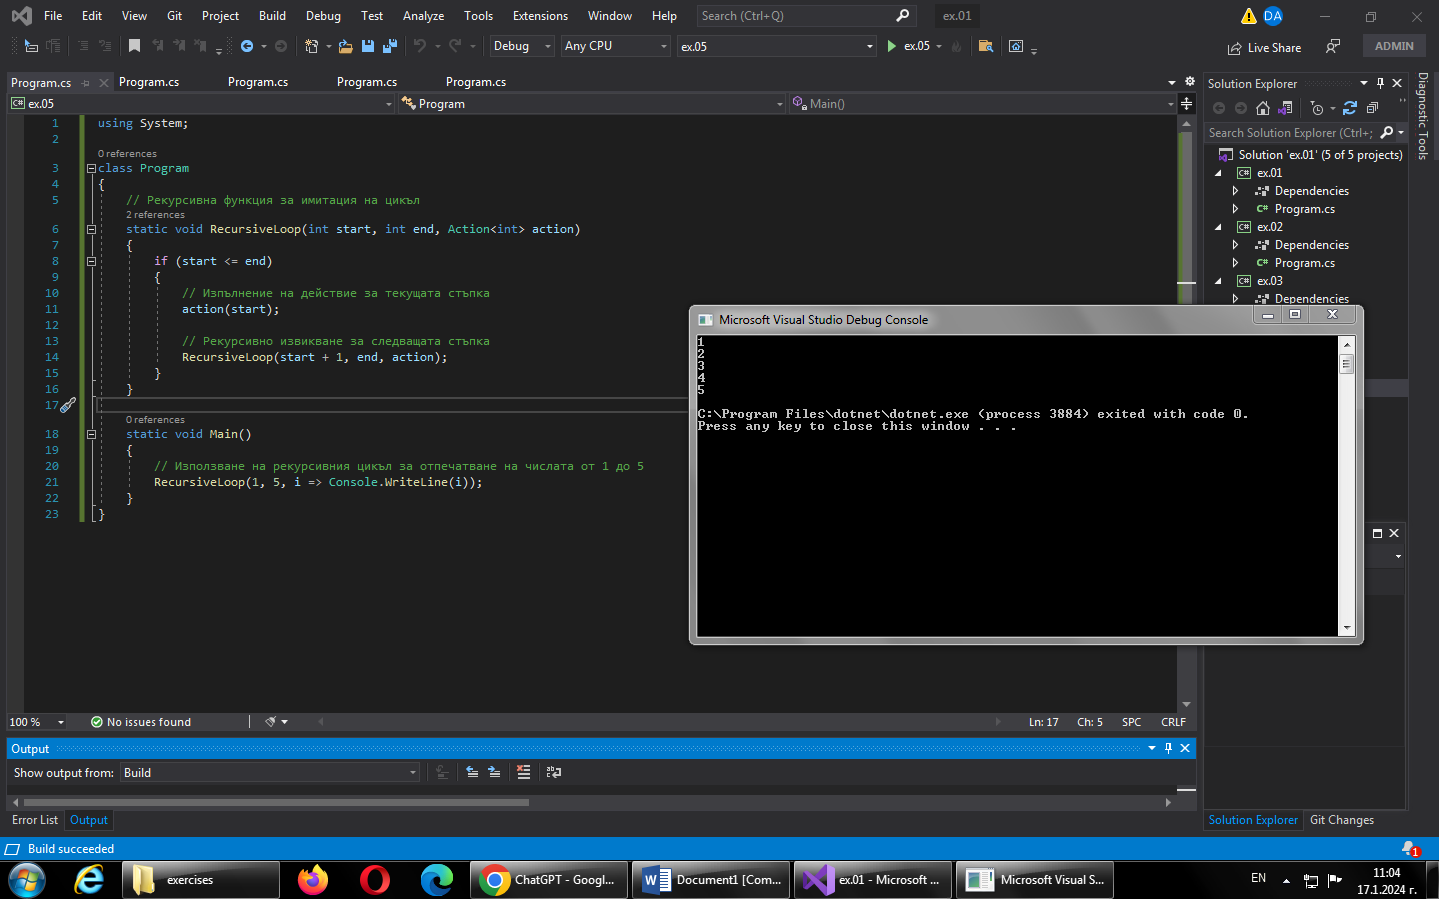 File Edit View Git Project Build Debug Test Analyze Tools Extensions Window Help Search (Ctrl+Q) ex.01 DA
Debug Any CPU ex.05 ex.05 Live Share ADMIN
Program.cs Program.cs Program.cs Program.cs Program.cs
ex.05 Program Main()
1 using System;
2
0 references
3 class Program
4 {
5 // Рекурсивна функция за имитация на цикъл
2 references
6 static void RecursiveLoop(int start, int end, Action<int> action)
7 {
8 if (start <= end)
9 {
10 // Изпълнение на действие за текущата стъпка
11 action(start);
12
13 // Рекурсивно извикване за следващата стъпка
14 RecursiveLoop(start + 1, end, action);
15 }
16 }
17
0 references
18 static void Main()
19 {
20 // Използване на рекурсивния цикъл за отпечатване на числата от 1 до 5
21 RecursiveLoop(1, 5, i => Console.WriteLine(i));
22 }
23 }
Microsoft Visual Studio Debug Console
1
2
3
4
5
C:\Program Files\dotnet\dotnet.exe (process 3884) exited with code 0.
Press any key to close this window . . .
Solution Explorer
Search Solution Explorer (Ctrl+;
Solution 'ex.01' (5 of 5 projects)
C# ex.01
Dependencies
C# Program.cs
C# ex.02
Dependencies
C# Program.cs
C# ex.03
Dependencies
Diagnostic Tools
100 % No issues found Ln: 17 Ch: 5 SPC CRLF
Output
Show output from: Build
Error List Output
Solution Explorer Git Changes
Build succeeded 1
exercises ChatGPT - Googl... Document1 [Com... ex.01 - Microsoft ... Microsoft Visual S... EN 11:04
17.1.2024 г.